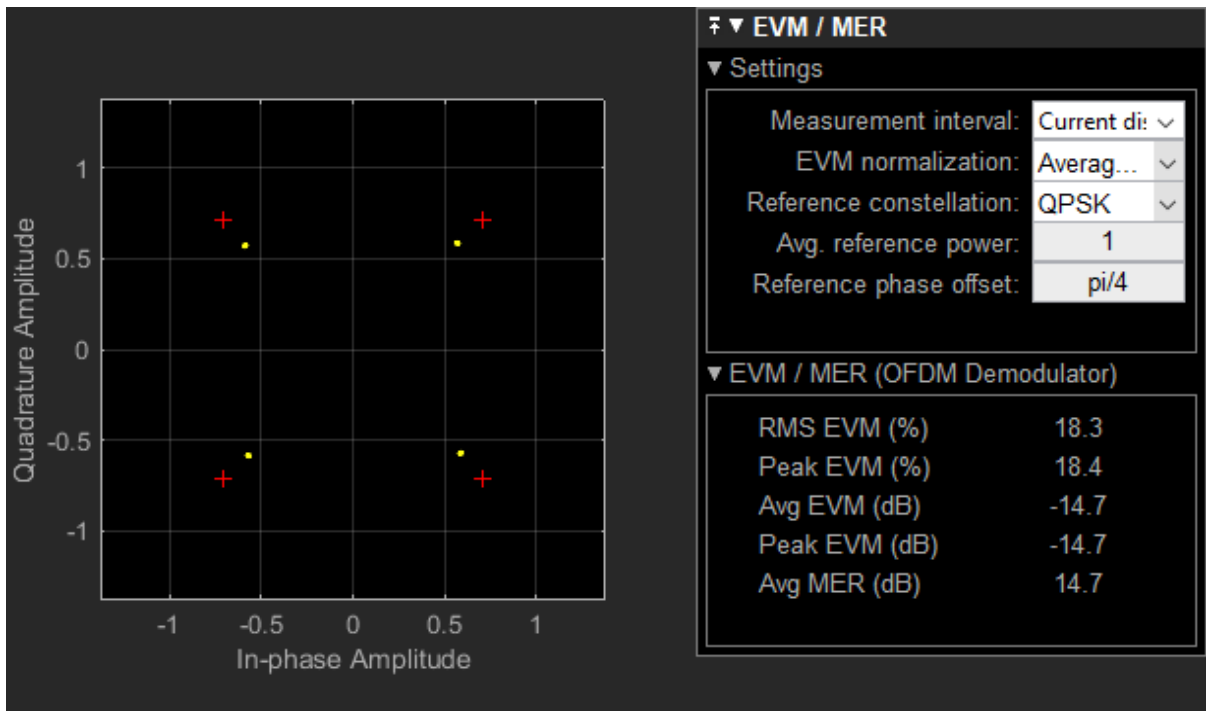 1
0.5
0
-0.5
-1
Quadrature Amplitude
-1 -0.5 0 0.5 1
In-phase Amplitude
EVM / MER
Settings
Measurement interval: Current dis
EVM normalization: Averag...
Reference constellation: QPSK
Avg. reference power: 1
Reference phase offset: pi/4
EVM / MER (OFDM Demodulator)
RMS EVM (%) 18.3
Peak EVM (%) 18.4
Avg EVM (dB) -14.7
Peak EVM (dB) -14.7
Avg MER (dB) 14.7